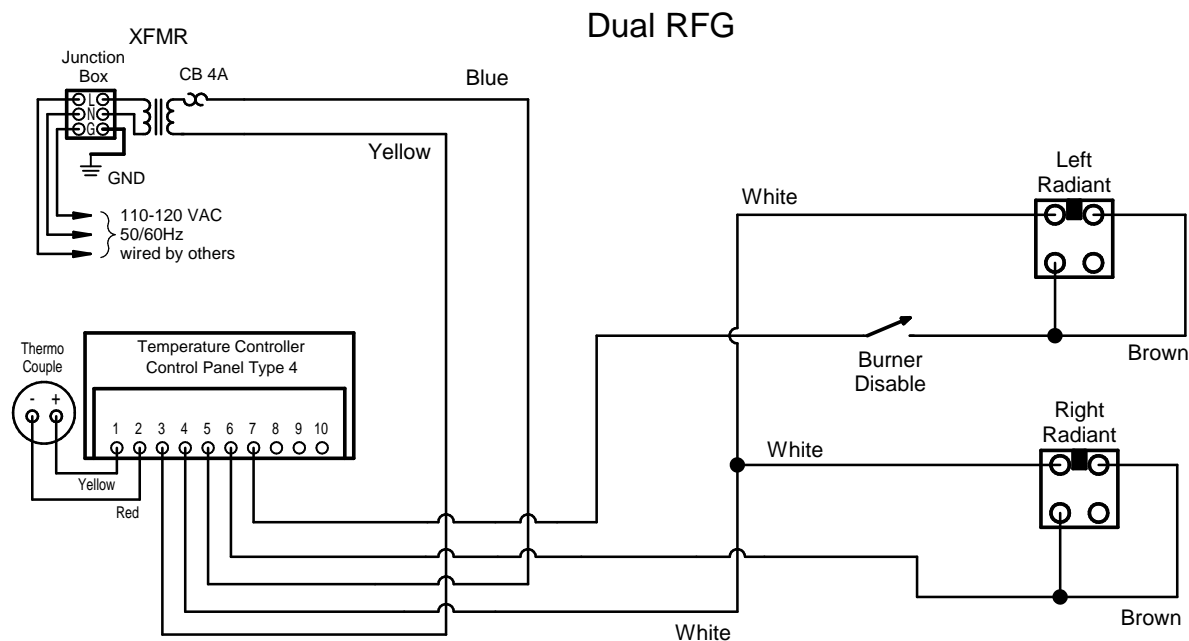 Dual RFG
XFMR
Junction
Box
CB 4A
Blue
L
N
G
Yellow
GND
110-120 VAC
50/60Hz
wired by others
Left
Radiant
White
Thermo
Couple
- +
Temperature Controller
Control Panel Type 4
1 2 3 4 5 6 7 8 9 10
Burner
Disable
Brown
Right
Radiant
White
Yellow
Red
White
Brown